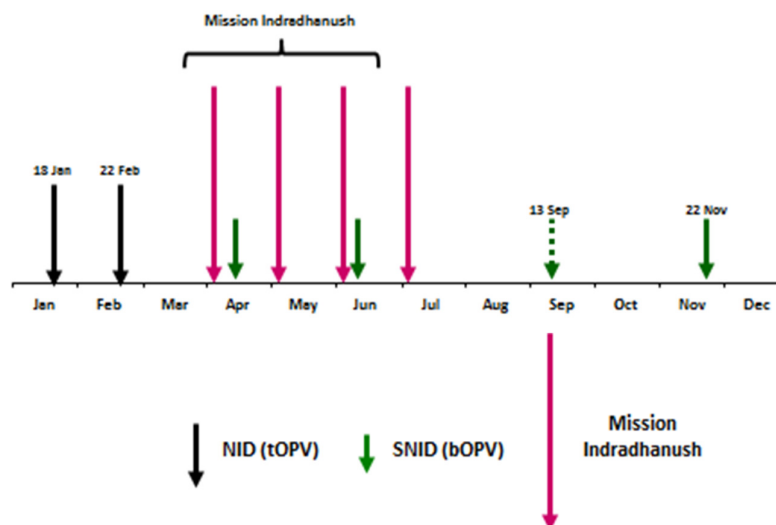 Mission Indradhanush
18 Jan
22 Feb
13 Sep
22 Nov
Jan
Feb
Mar
Apr
May
Jun
Jul
Aug
Sep
Oct
Nov
Dec
NID (tOPV)
SNID (bOPV)
Mission
Indradhanush